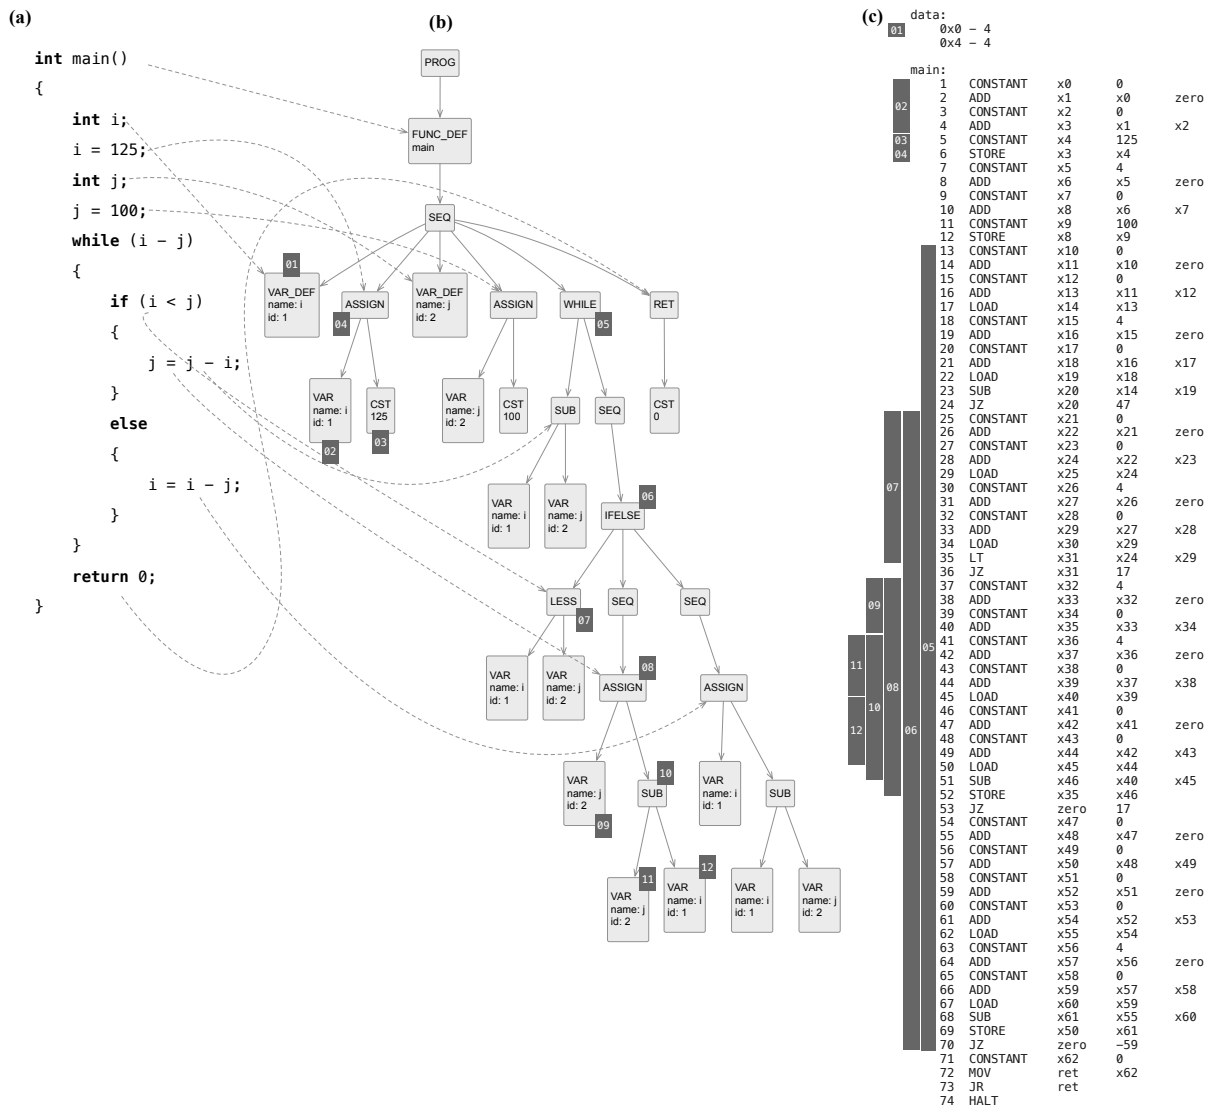 (a)
int main()
{
int i;
i = 125;
int j;
j = 100;
while (i − j)
{
if (i < j)
{
j = j − i;
}
else
{
i = i − j;
}
}
return 0;
}
(b)
PROG
FUNC_DEF
main
SEQ
01
VAR_DEF
name: i
id: 1
ASSIGN
04
VAR_DEF
name: j
id: 2
ASSIGN
WHILE
05
RET
VAR
name: i
id: 1
02
CST
125
03
VAR
name: j
id: 2
CST
100
SUB
SEQ
CST
0
VAR
name: i
id: 1
VAR
name: j
id: 2
06
IFELSE
LESS
07
SEQ
SEQ
VAR
name: i
id: 1
VAR
name: j
id: 2
08
ASSIGN
ASSIGN
VAR
name: j
id: 2
09
10
SUB
VAR
name: i
id: 1
SUB
11
VAR
name: j
id: 2
12
VAR
name: i
id: 1
VAR
name: i
id: 1
VAR
name: j
id: 2
(c)
data:
01
0x0 − 4
0x4 − 4
main:
1 CONSTANT x0 0
2 ADD x1 x0 zero
02
3 CONSTANT x2 0
4 ADD x3 x1 x2
03
5 CONSTANT x4 125
04
6 STORE x3 x4
7 CONSTANT x5 4
8 ADD x6 x5 zero
9 CONSTANT x7 0
10 ADD x8 x6 x7
11 CONSTANT x9 100
12 STORE x8 x9
13 CONSTANT x10 0
14 ADD x11 x10 zero
15 CONSTANT x12 0
16 ADD x13 x11 x12
17 LOAD x14 x13
18 CONSTANT x15 4
19 ADD x16 x15 zero
20 CONSTANT x17 0
21 ADD x18 x16 x17
22 LOAD x19 x18
23 SUB x20 x14 x19
24 JZ x20 47
25 CONSTANT x21 0
26 ADD x22 x21 zero
27 CONSTANT x23 0
28 ADD x24 x22 x23
29 LOAD x25 x24
07
30 CONSTANT x26 4
31 ADD x27 x26 zero
32 CONSTANT x28 0
33 ADD x29 x27 x28
34 LOAD x30 x29
35 LT x31 x24 x29
36 JZ x31 17
37 CONSTANT x32 4
38 ADD x33 x32 zero
09
39 CONSTANT x34 0
40 ADD x35 x33 x34
41 CONSTANT x36 4
05
42 ADD x37 x36 zero
11
43 CONSTANT x38 0
44 ADD x39 x37 x38
08
45 LOAD x40 x39
10
46 CONSTANT x41 0
47 ADD x42 x41 zero
12
06
48 CONSTANT x43 0
49 ADD x44 x42 x43
50 LOAD x45 x44
51 SUB x46 x40 x45
52 STORE x35 x46
53 JZ zero 17
54 CONSTANT x47 0
55 ADD x48 x47 zero
56 CONSTANT x49 0
57 ADD x50 x48 x49
58 CONSTANT x51 0
59 ADD x52 x51 zero
60 CONSTANT x53 0
61 ADD x54 x52 x53
62 LOAD x55 x54
63 CONSTANT x56 4
64 ADD x57 x56 zero
65 CONSTANT x58 0
66 ADD x59 x57 x58
67 LOAD x60 x59
68 SUB x61 x55 x60
69 STORE x50 x61
70 JZ zero −59
71 CONSTANT x62 0
72 MOV ret x62
73 JR ret
74 HALT